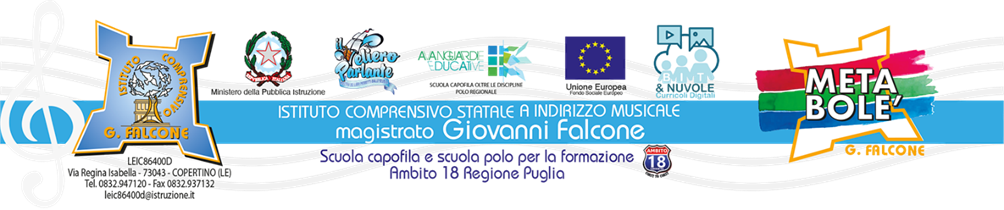 ISTITUTO COMPRENSIVO
G. FALCONE
LEIC86400D
Via Regina Isabella - 73043 - COPERTINO (LE)
Tel. 0832.947120 - Fax 0832.937132
leic86400d@istruzione.it
Ministero della Pubblica Istruzione
il Veliero Parlante
AVANGUARDIE
EDUCATIVE
SCUOLA CAPOFILA OLTRE LE DISCIPLINE
POLO REGIONALE
Unione Europea
Fondo Sociale Europeo
& NUVOLE
Curricoli Digitali
ISTITUTO COMPRENSIVO STATALE A INDIRIZZO MUSICALE
magistrato Giovanni Falcone
Scuola capofila e scuola polo per la formazione
Ambito 18 Regione Puglia
AMBITO
18
META
BOLE'
G. FALCONE